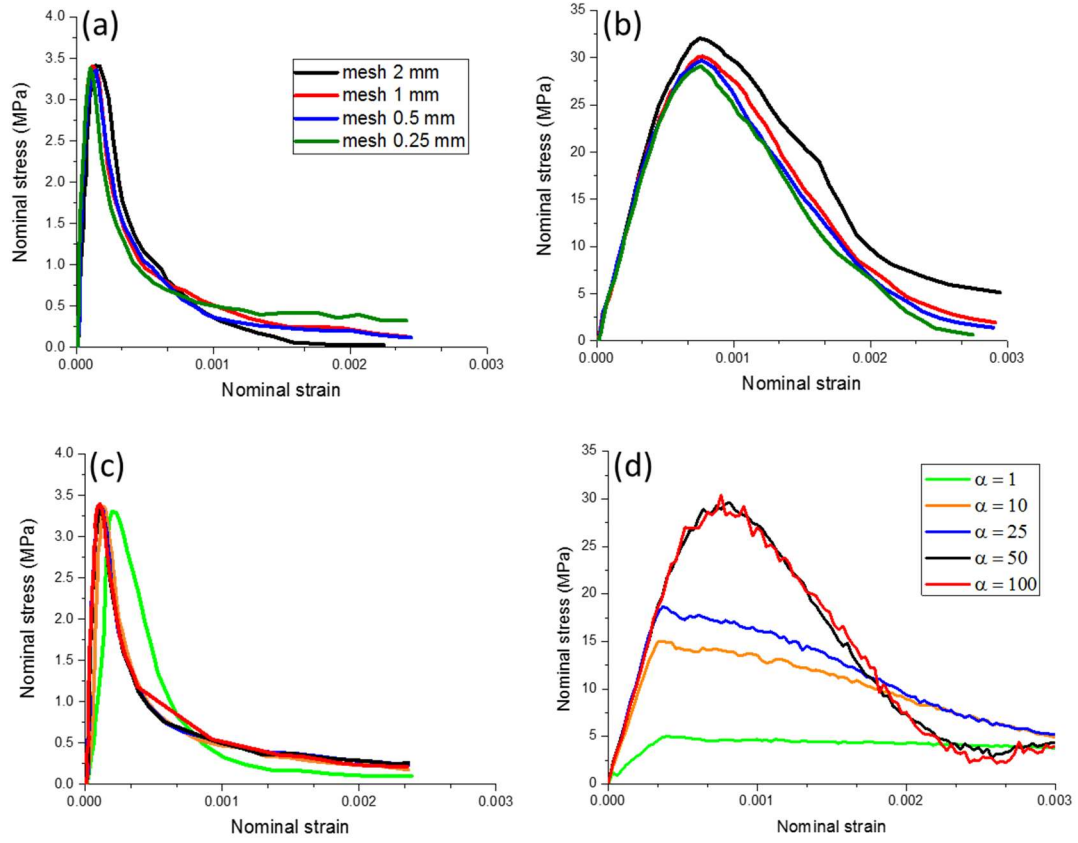 (a)
4.0
3.5
3.0
2.5
2.0
1.5
1.0
0.5
0.0
Nominal stress (MPa)
mesh 2 mm
mesh 1 mm
mesh 0.5 mm
mesh 0.25 mm
0.000
0.001
0.002
0.003
Nominal strain
(b)
35
30
25
20
15
10
5
0
Nominal stress (MPa)
0.000
0.001
0.002
0.003
Nominal strain
(c)
4.0
3.5
3.0
2.5
2.0
1.5
1.0
0.5
0.0
Nominal stress (MPa)
0.000
0.001
0.002
0.003
Nominal strain
(d)
35
30
25
20
15
10
5
0
Nominal stress (MPa)
α = 1
α = 10
α = 25
α = 50
α = 100
0.000
0.001
0.002
0.003
Nominal strain